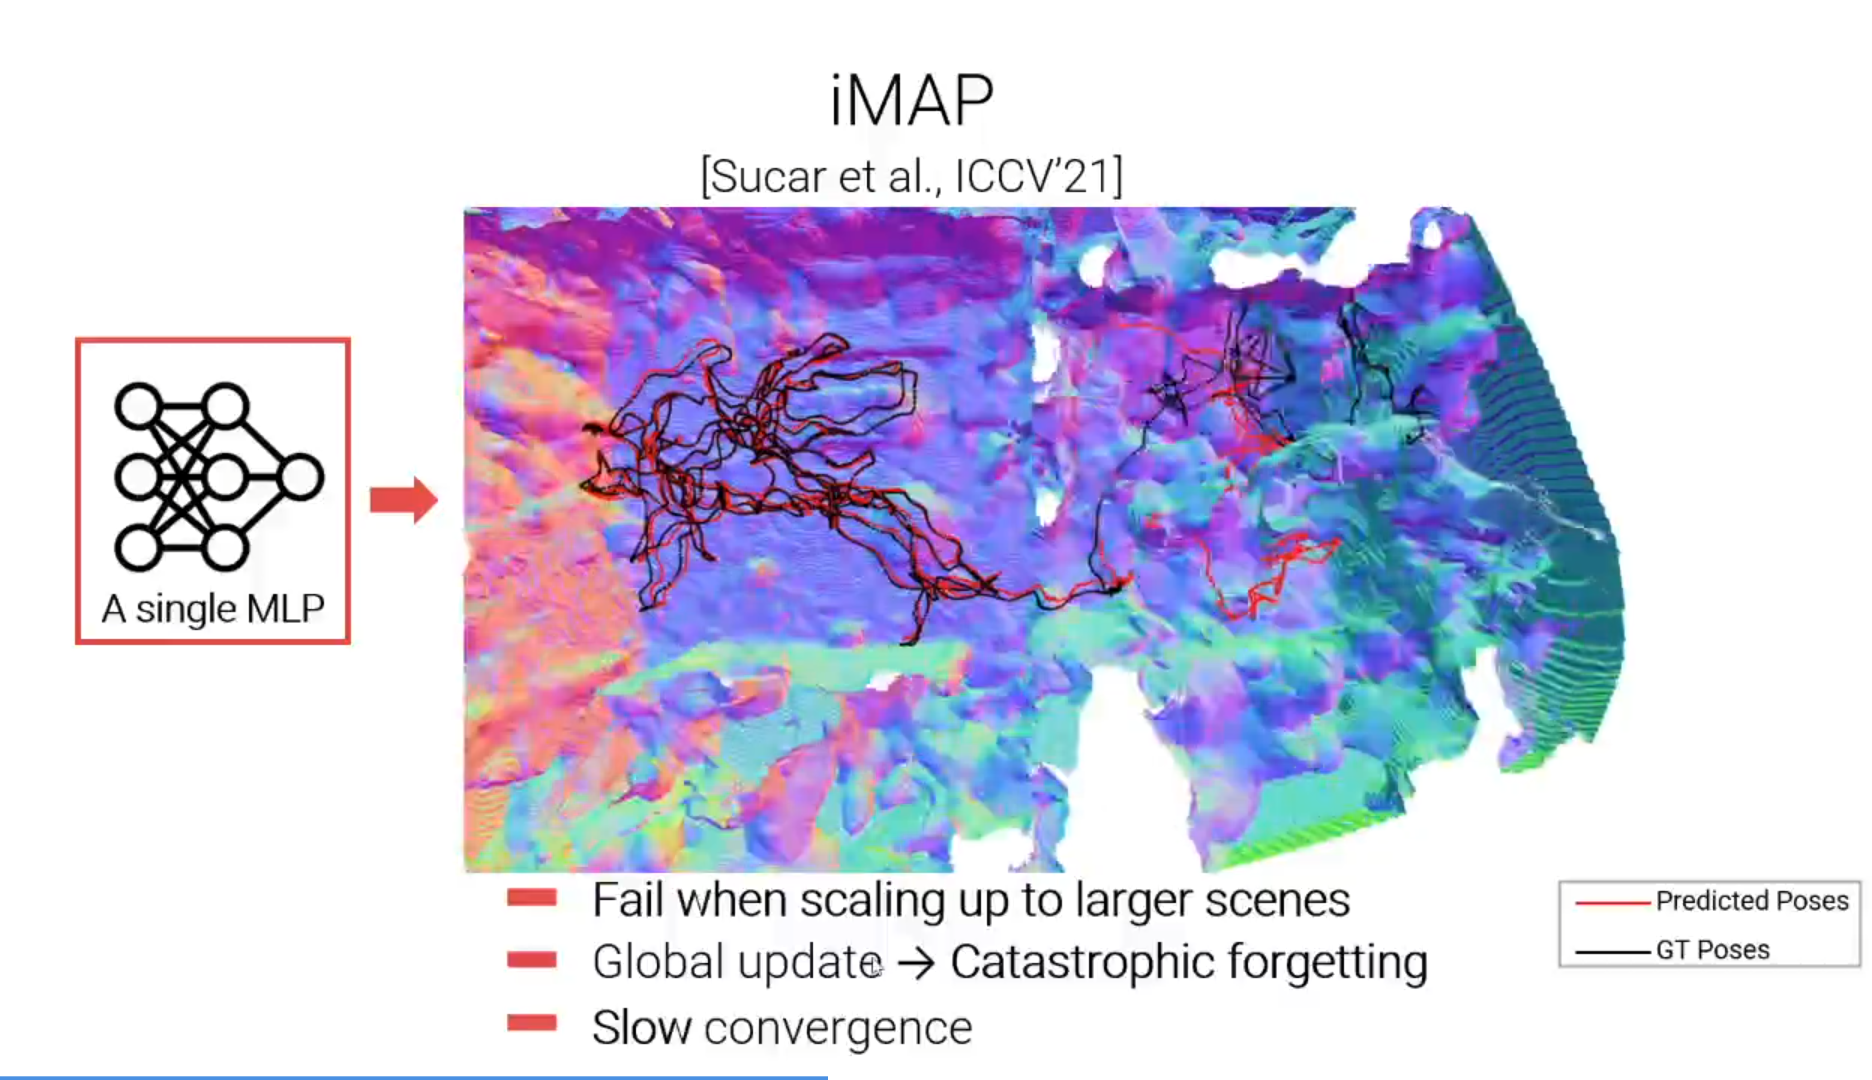 iMAP
[Sucar et al., ICCV'21]
A single MLP
Fail when scaling up to larger scenes
Global update → Catastrophic forgetting
Slow convergence
Predicted Poses
GT Poses